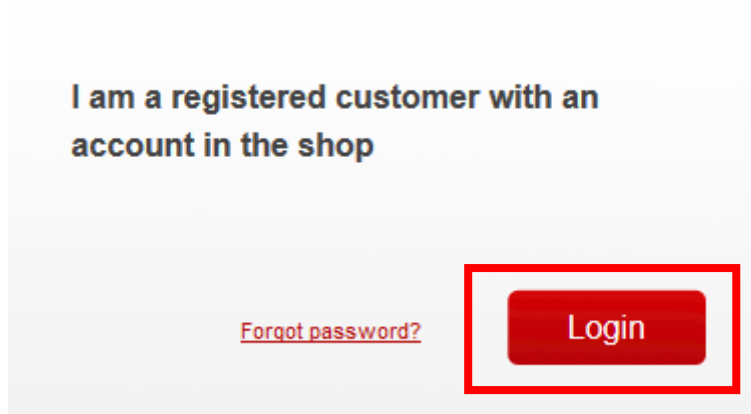 I am a registered customer with an
account in the shop
Forgot password?
Login